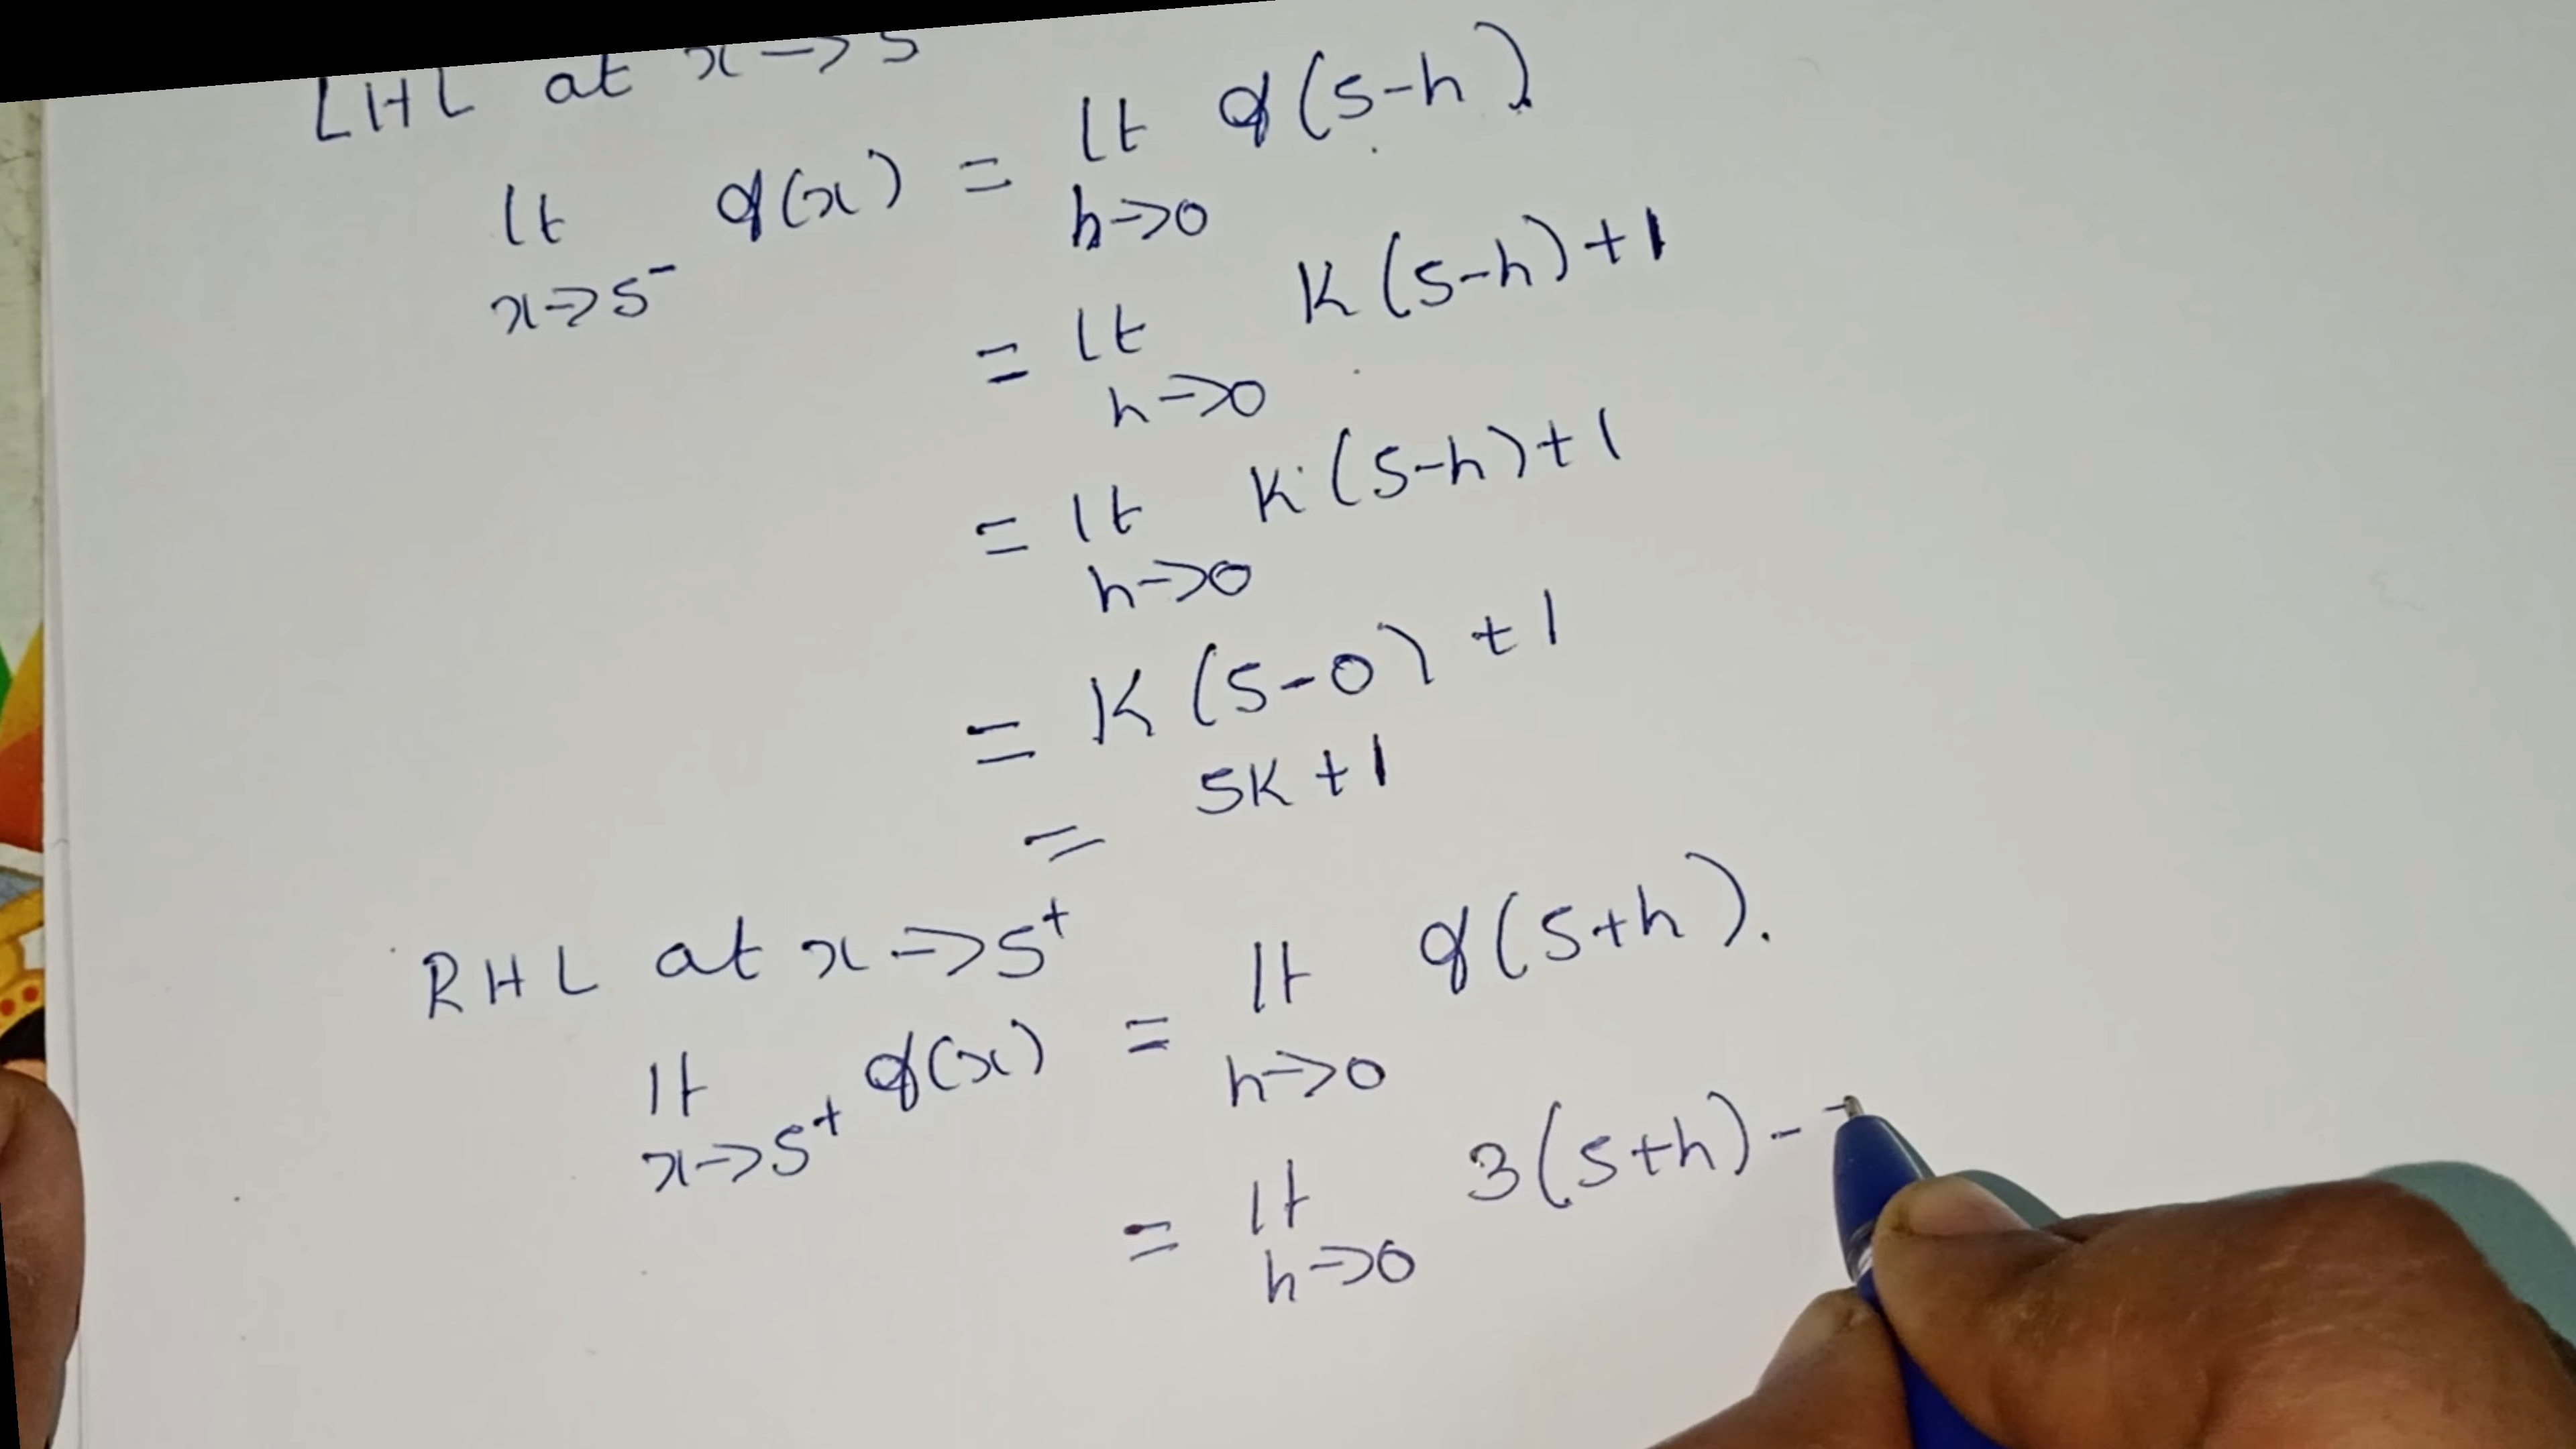 LHL at x->5
lt f(x) = lt f(5-h)
x->5⁻ h->0
= lt K(5-h)+1
h->0
= lt K(5-h)+1
h->0
= K(5-0)+1
= 5K+1
RHL at x->5⁺
lt f(x) = lt f(5+h).
x->5⁺ h->0
= lt 3(5+h)-
h->0